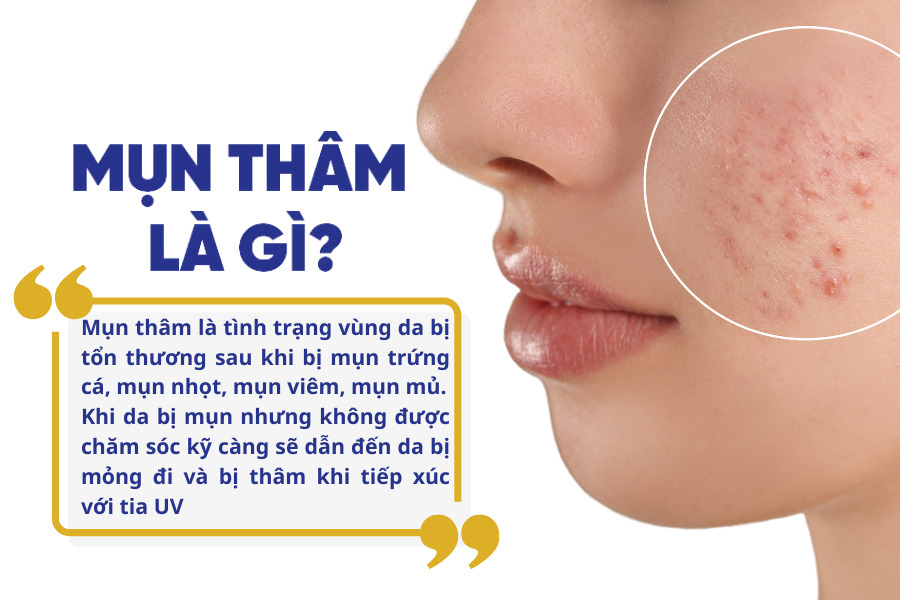 MỤN THÂM
LÀ GÌ?
Mụn thâm là tình trạng vùng da bị
tổn thương sau khi bị mụn trứng
cá, mụn nhọt, mụn viêm, mụn mủ.
Khi da bị mụn nhưng không được
chăm sóc kỹ càng sẽ dẫn đến da bị
mỏng đi và bị thâm khi tiếp xúc
với tia UV